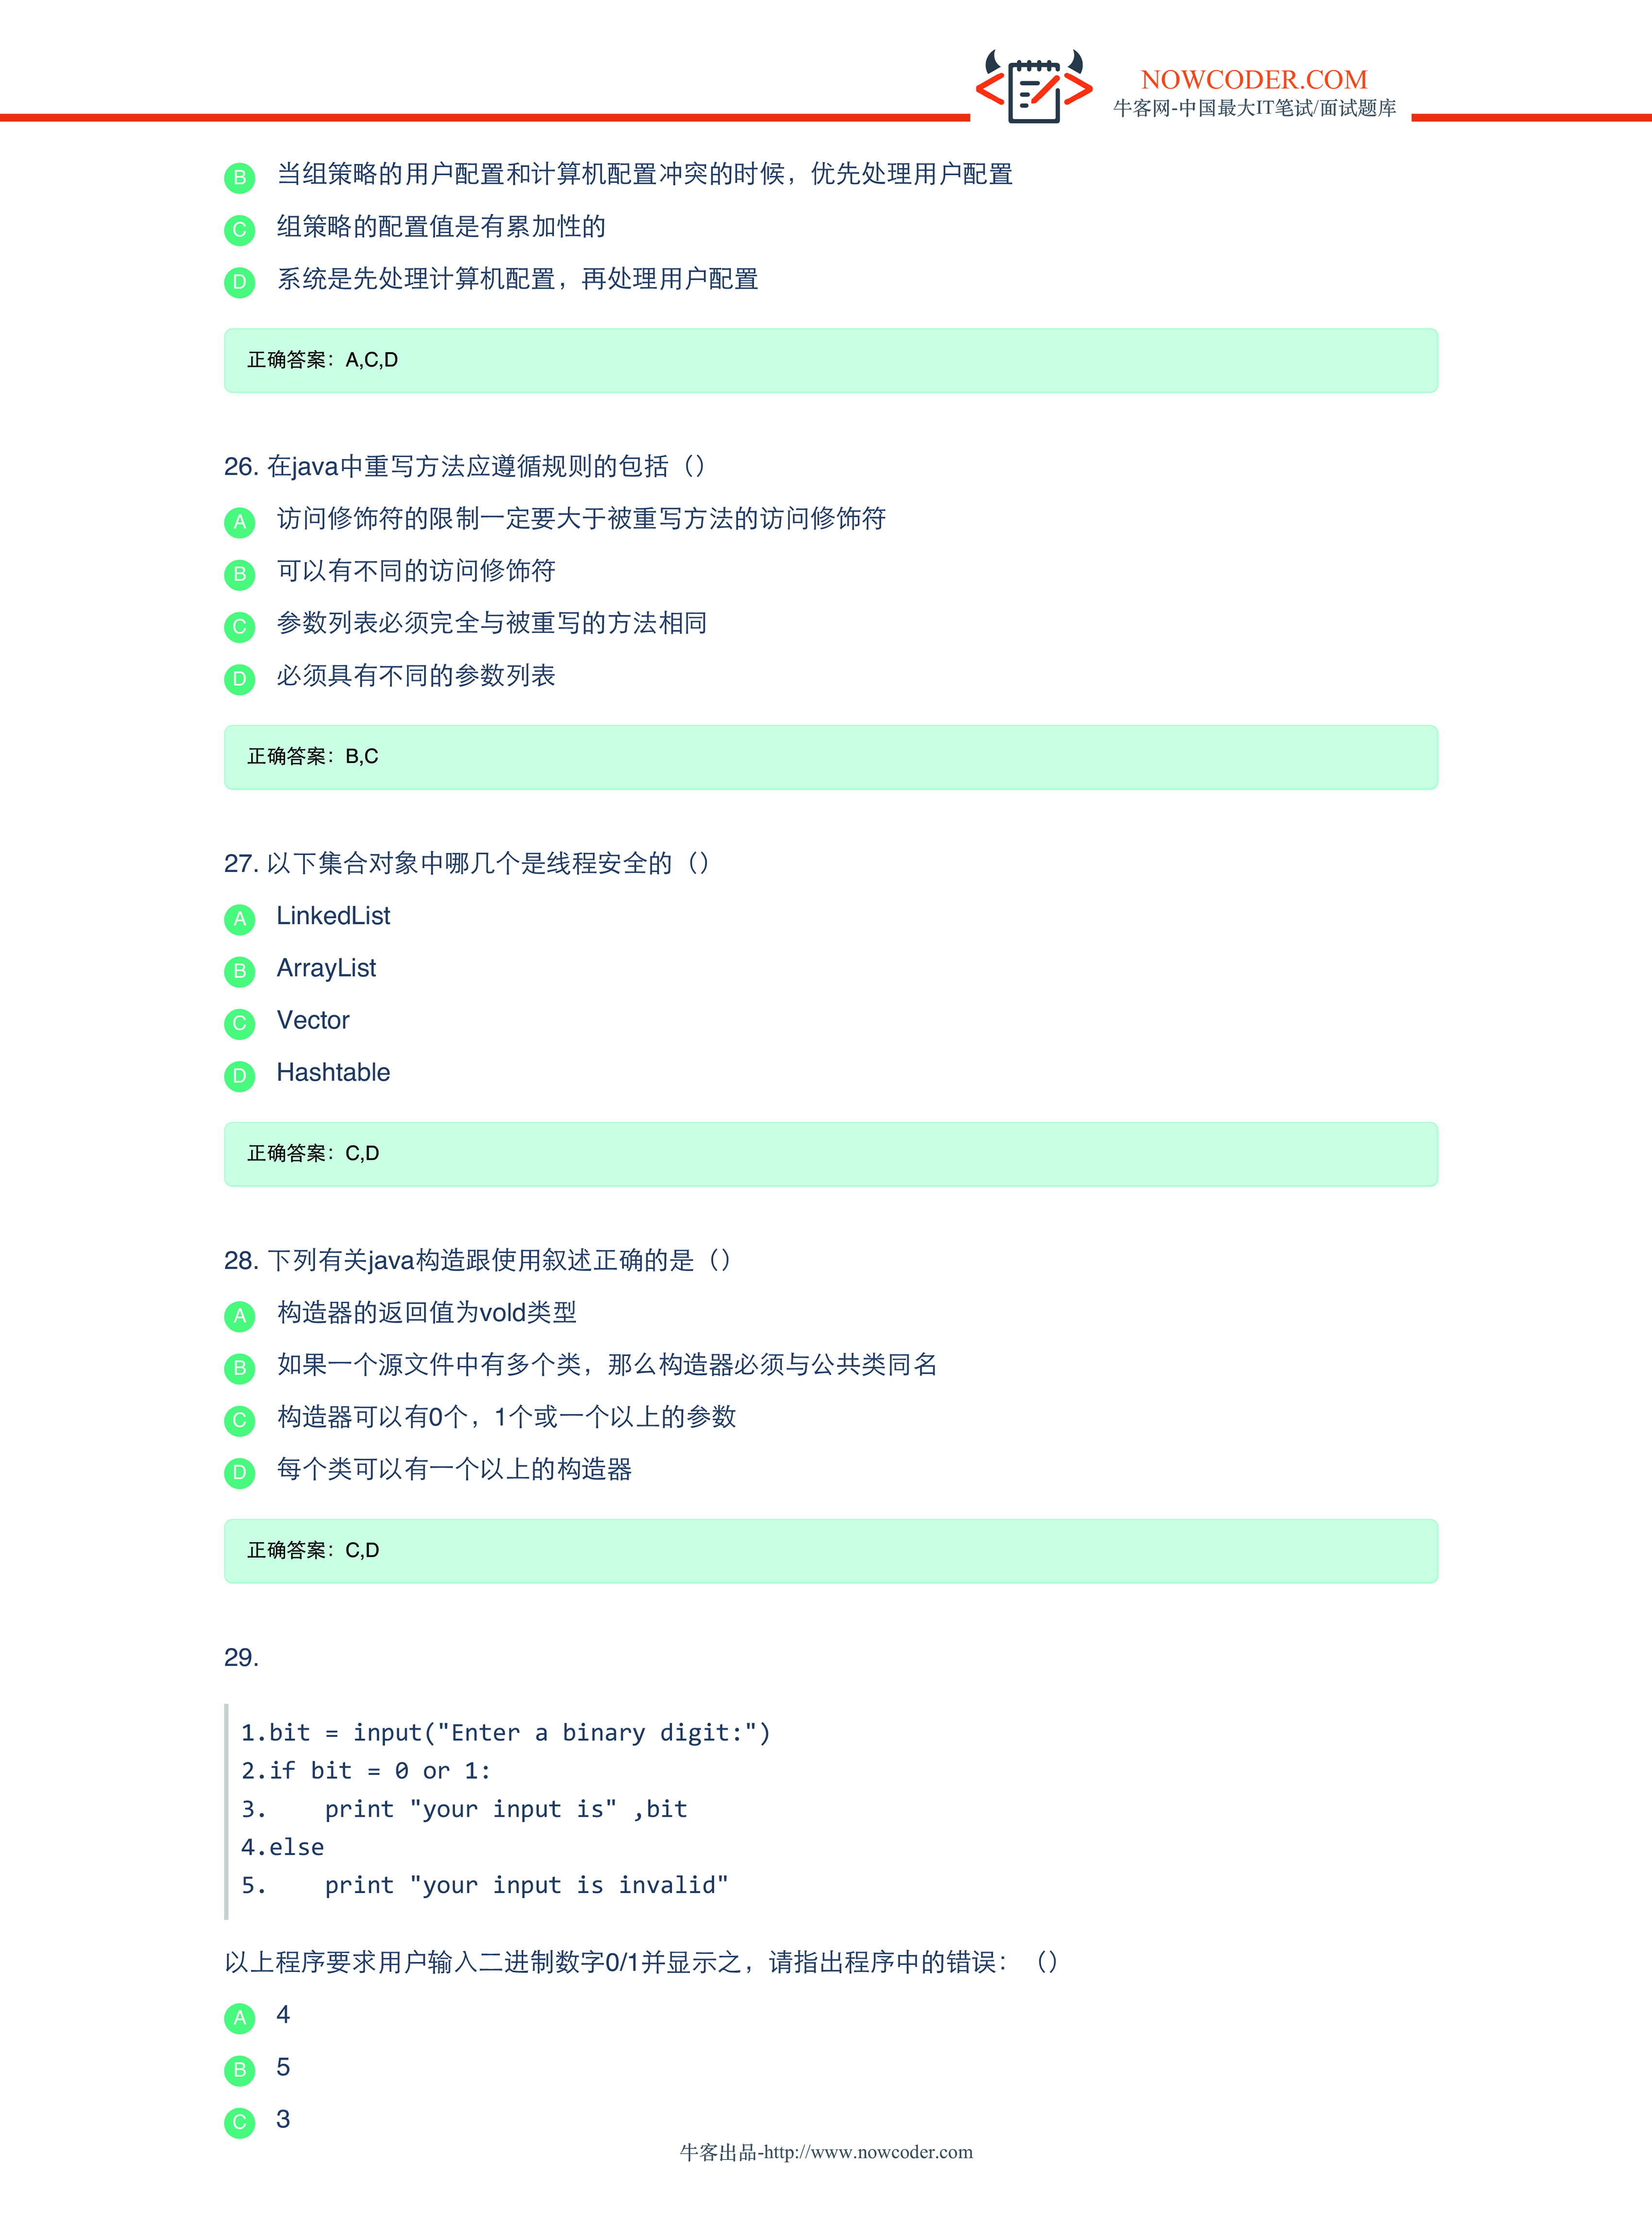 NOWCODER.COM
牛客网-中国最大IT笔试/面试题库
B 当组策略的用户配置和计算机配置冲突的时候，优先处理用户配置
C 组策略的配置值是有累加性的
D 系统是先处理计算机配置，再处理用户配置
正确答案：A,C,D
26. 在java中重写方法应遵循规则的包括（）
A 访问修饰符的限制一定要大于被重写方法的访问修饰符
B 可以有不同的访问修饰符
C 参数列表必须完全与被重写的方法相同
D 必须具有不同的参数列表
正确答案：B,C
27. 以下集合对象中哪几个是线程安全的（）
A LinkedList
B ArrayList
C Vector
D Hashtable
正确答案：C,D
28. 下列有关java构造跟使用叙述正确的是（）
A 构造器的返回值为vold类型
B 如果一个源文件中有多个类，那么构造器必须与公共类同名
C 构造器可以有0个，1个或一个以上的参数
D 每个类可以有一个以上的构造器
正确答案：C,D
29.
1.bit = input("Enter a binary digit:")
2.if bit = 0 or 1:
3.    print "your input is" ,bit
4.else
5.    print "your input is invalid"
以上程序要求用户输入二进制数字0/1并显示之，请指出程序中的错误：（）
A 4
B 5
C 3
牛客出品-http://www.nowcoder.com